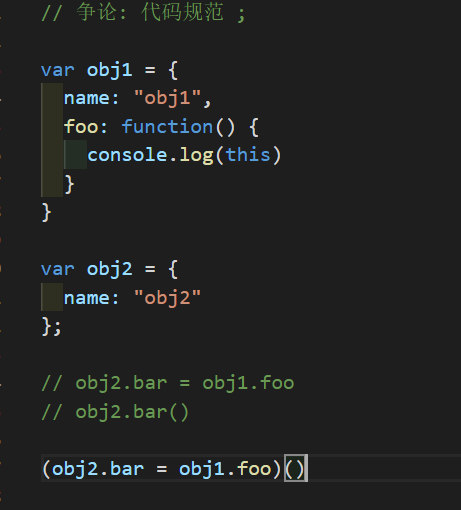 // 争论: 代码规范 ;
var obj1 = {
  name: "obj1",
  foo: function() {
    console.log(this)
  }
}
var obj2 = {
  name: "obj2"
};
// obj2.bar = obj1.foo
// obj2.bar()
(obj2.bar = obj1.foo)()